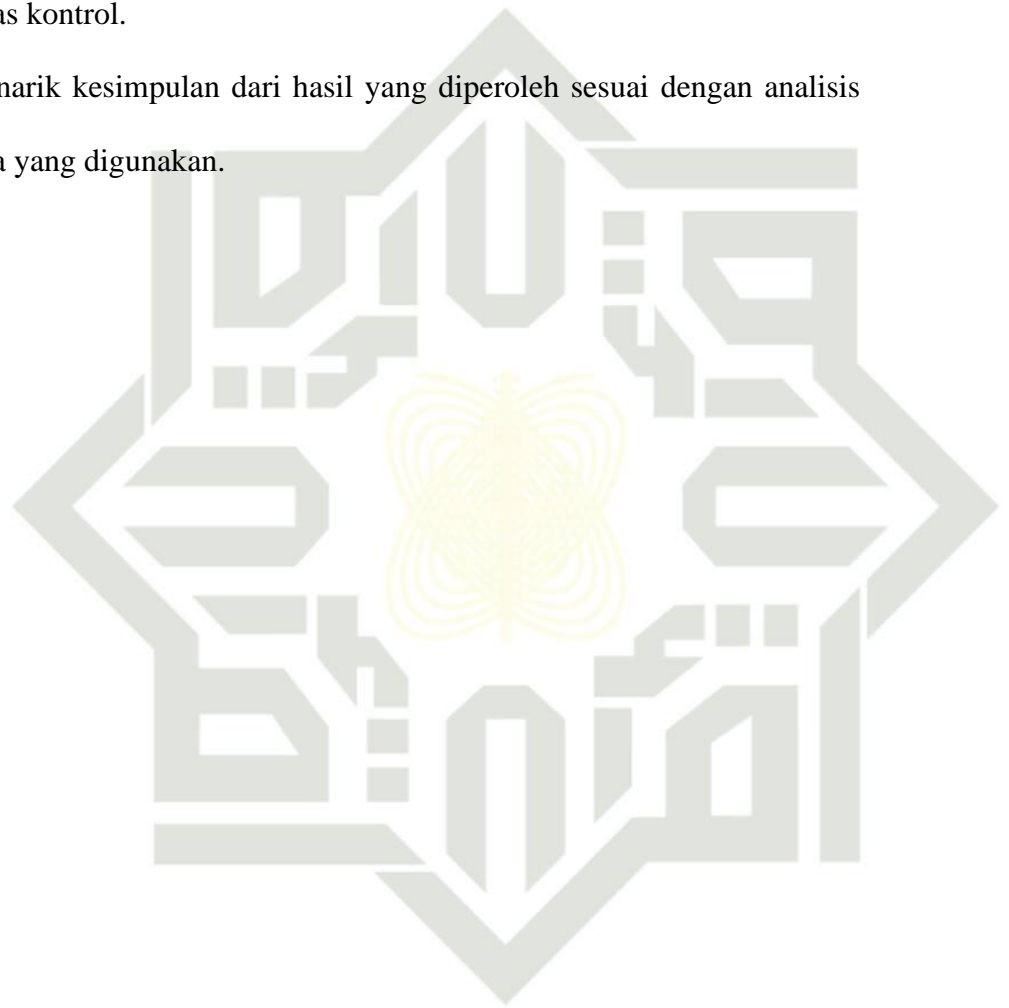 as kontrol.
narik kesimpulan dari hasil yang diperoleh sesuai dengan analisis
a yang digunakan.